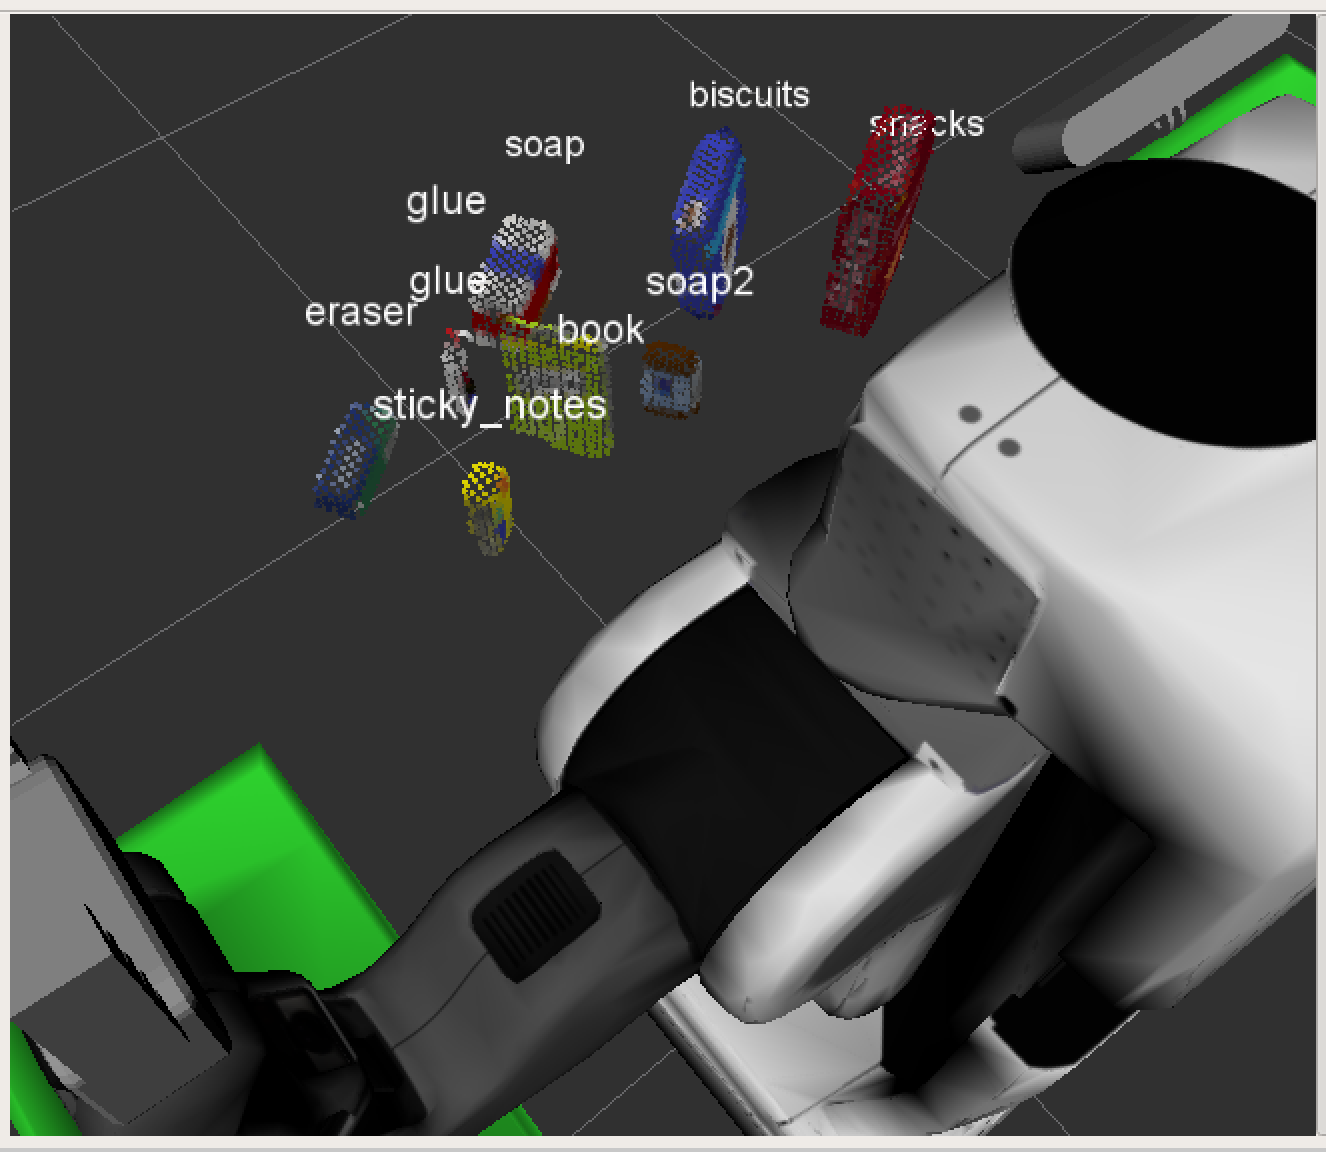 biscuits
snacks
soap
glue
glue
soap2
eraser
book
sticky_notes